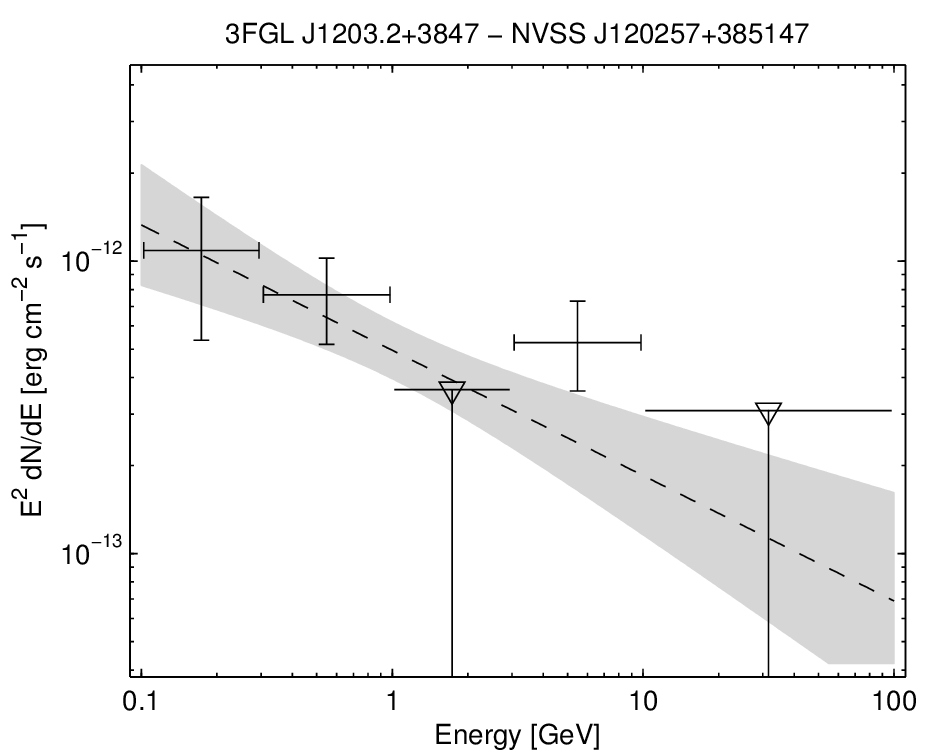 3FGL J1203.2+3847 − NVSS J120257+385147
E² dN/dE [erg cm⁻² s⁻¹]
10⁻¹²
10⁻¹³
0.1 1 10 100
Energy [GeV]